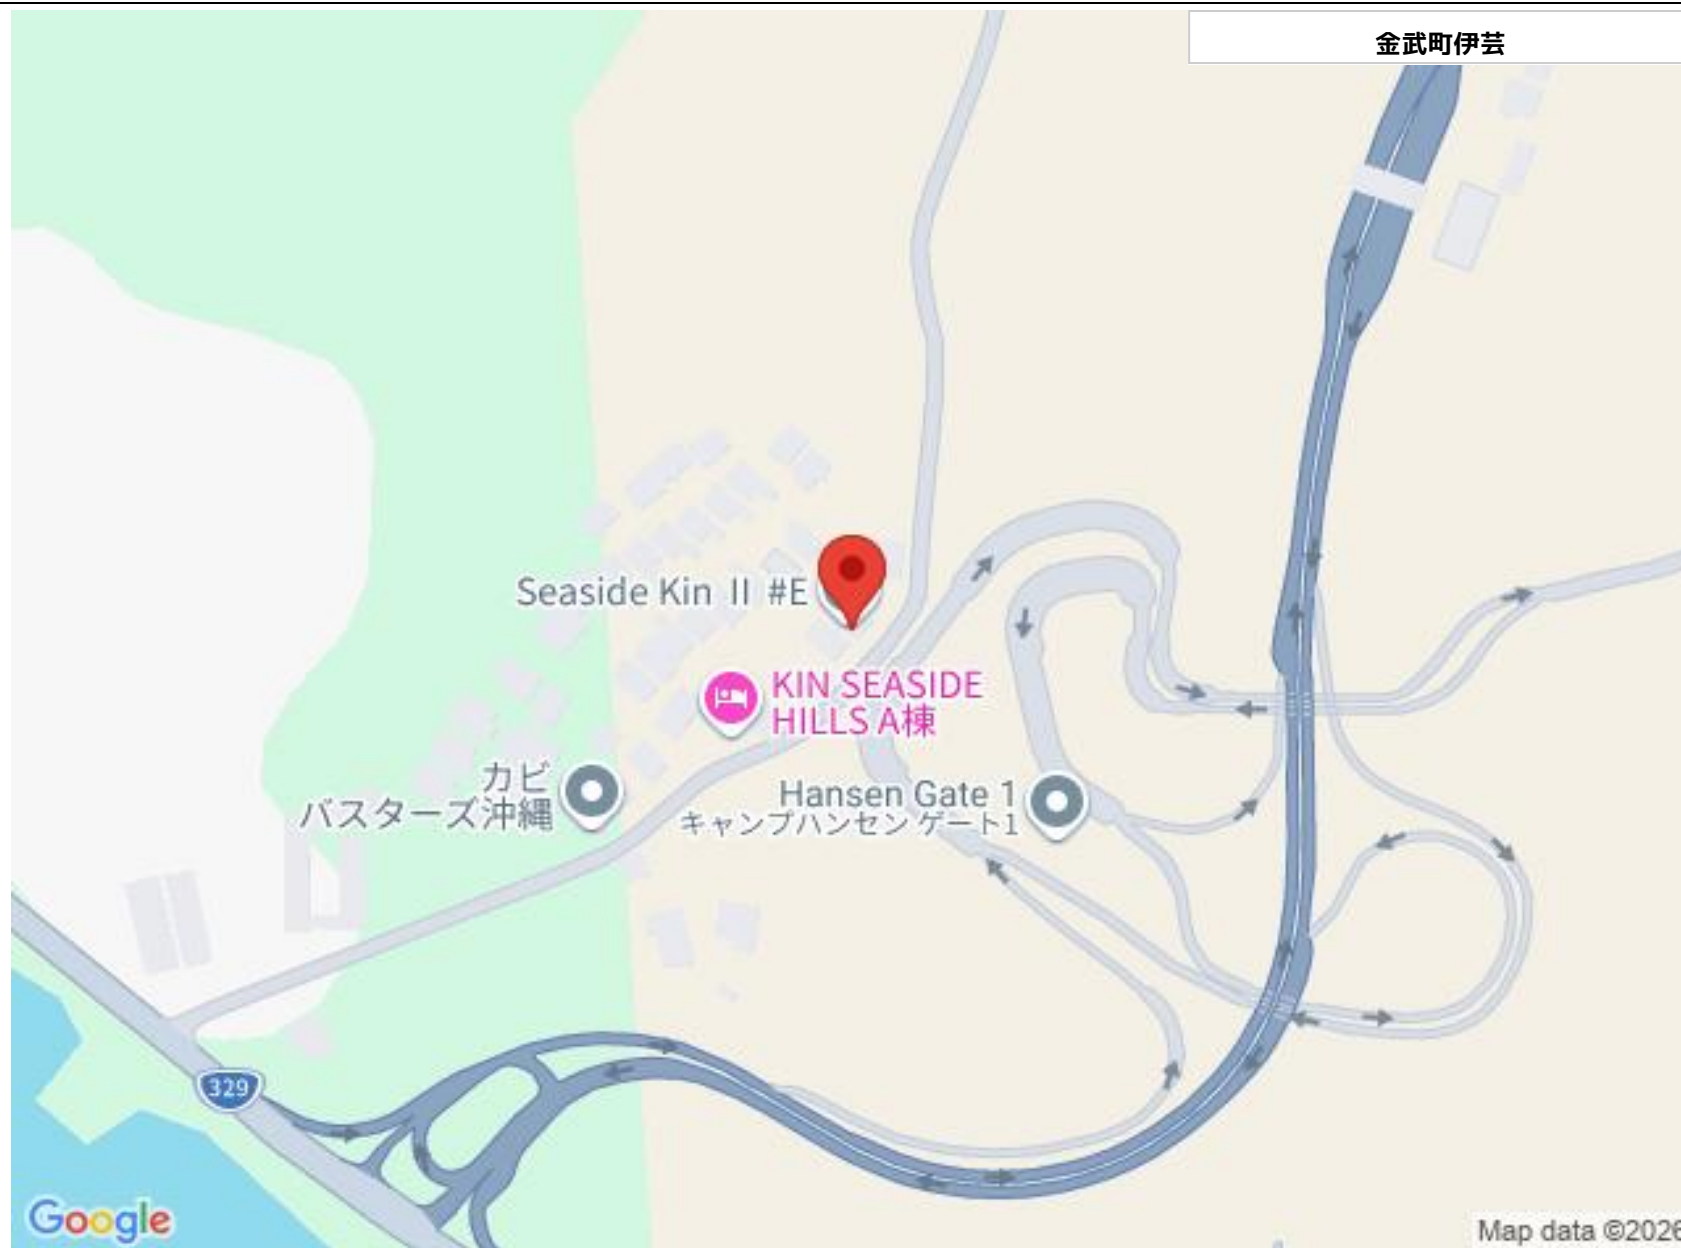 金武町伊芸
Seaside Kin II #E
KIN SEASIDE
HILLS A棟
カビ
バスターズ沖縄
Hansen Gate 1
キャンプハンセン ゲート1
329
Google
Map data ©2026